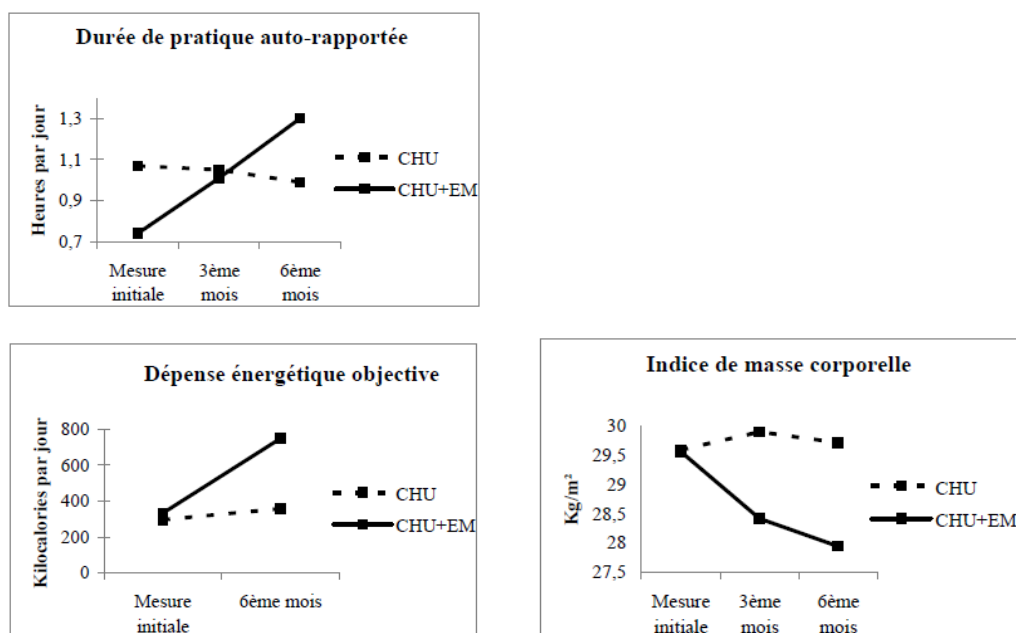 Durée de pratique auto-rapportée
Heures par jour
1,3
1,1
0,9
0,7
Mesure initiale
3ème mois
6ème mois
CHU
CHU+EM
Dépense énergétique objective
Kilocalories par jour
800
600
400
200
0
Mesure initiale
6ème mois
CHU
CHU+EM
Indice de masse corporelle
Kg/m²
30
29,5
29
28,5
28
27,5
Mesure initiale
3ème mois
6ème mois
CHU
CHU+EM